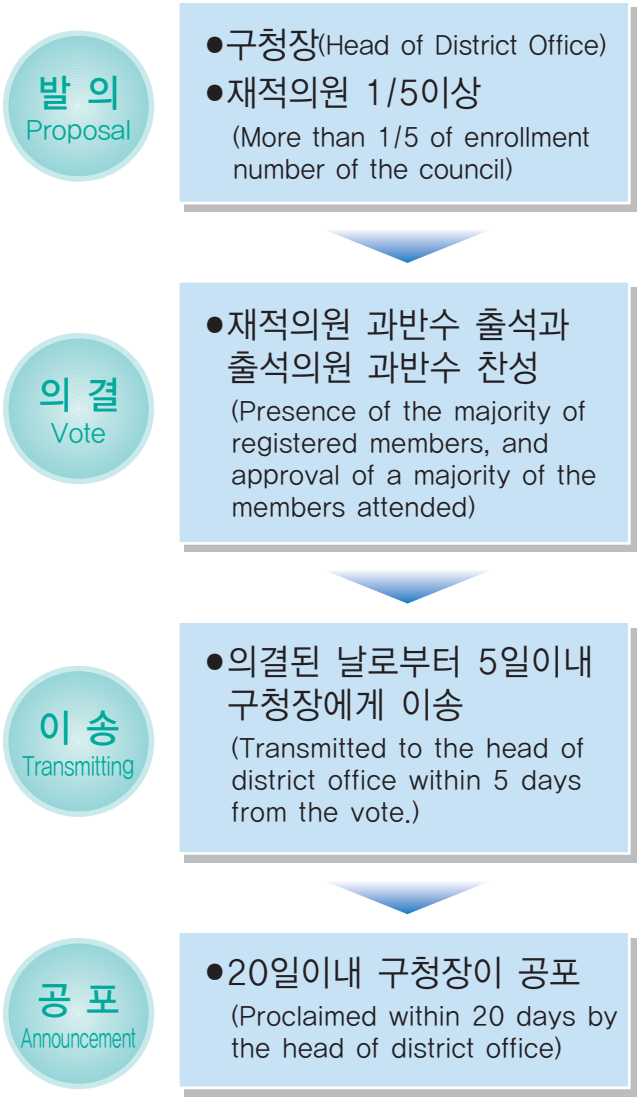 발 의
Proposal
●구청장(Head of District Office)
●재적의원 1/5이상
(More than 1/5 of enrollment
number of the council)
의 결
Vote
●재적의원 과반수 출석과
출석의원 과반수 찬성
(Presence of the majority of
registered members, and
approval of a majority of the
members attended)
이 송
Transmitting
●의결된 날로부터 5일이내
구청장에게 이송
(Transmitted to the head of
district office within 5 days
from the vote.)
공 포
Announcement
●20일이내 구청장이 공포
(Proclaimed within 20 days by
the head of district office)